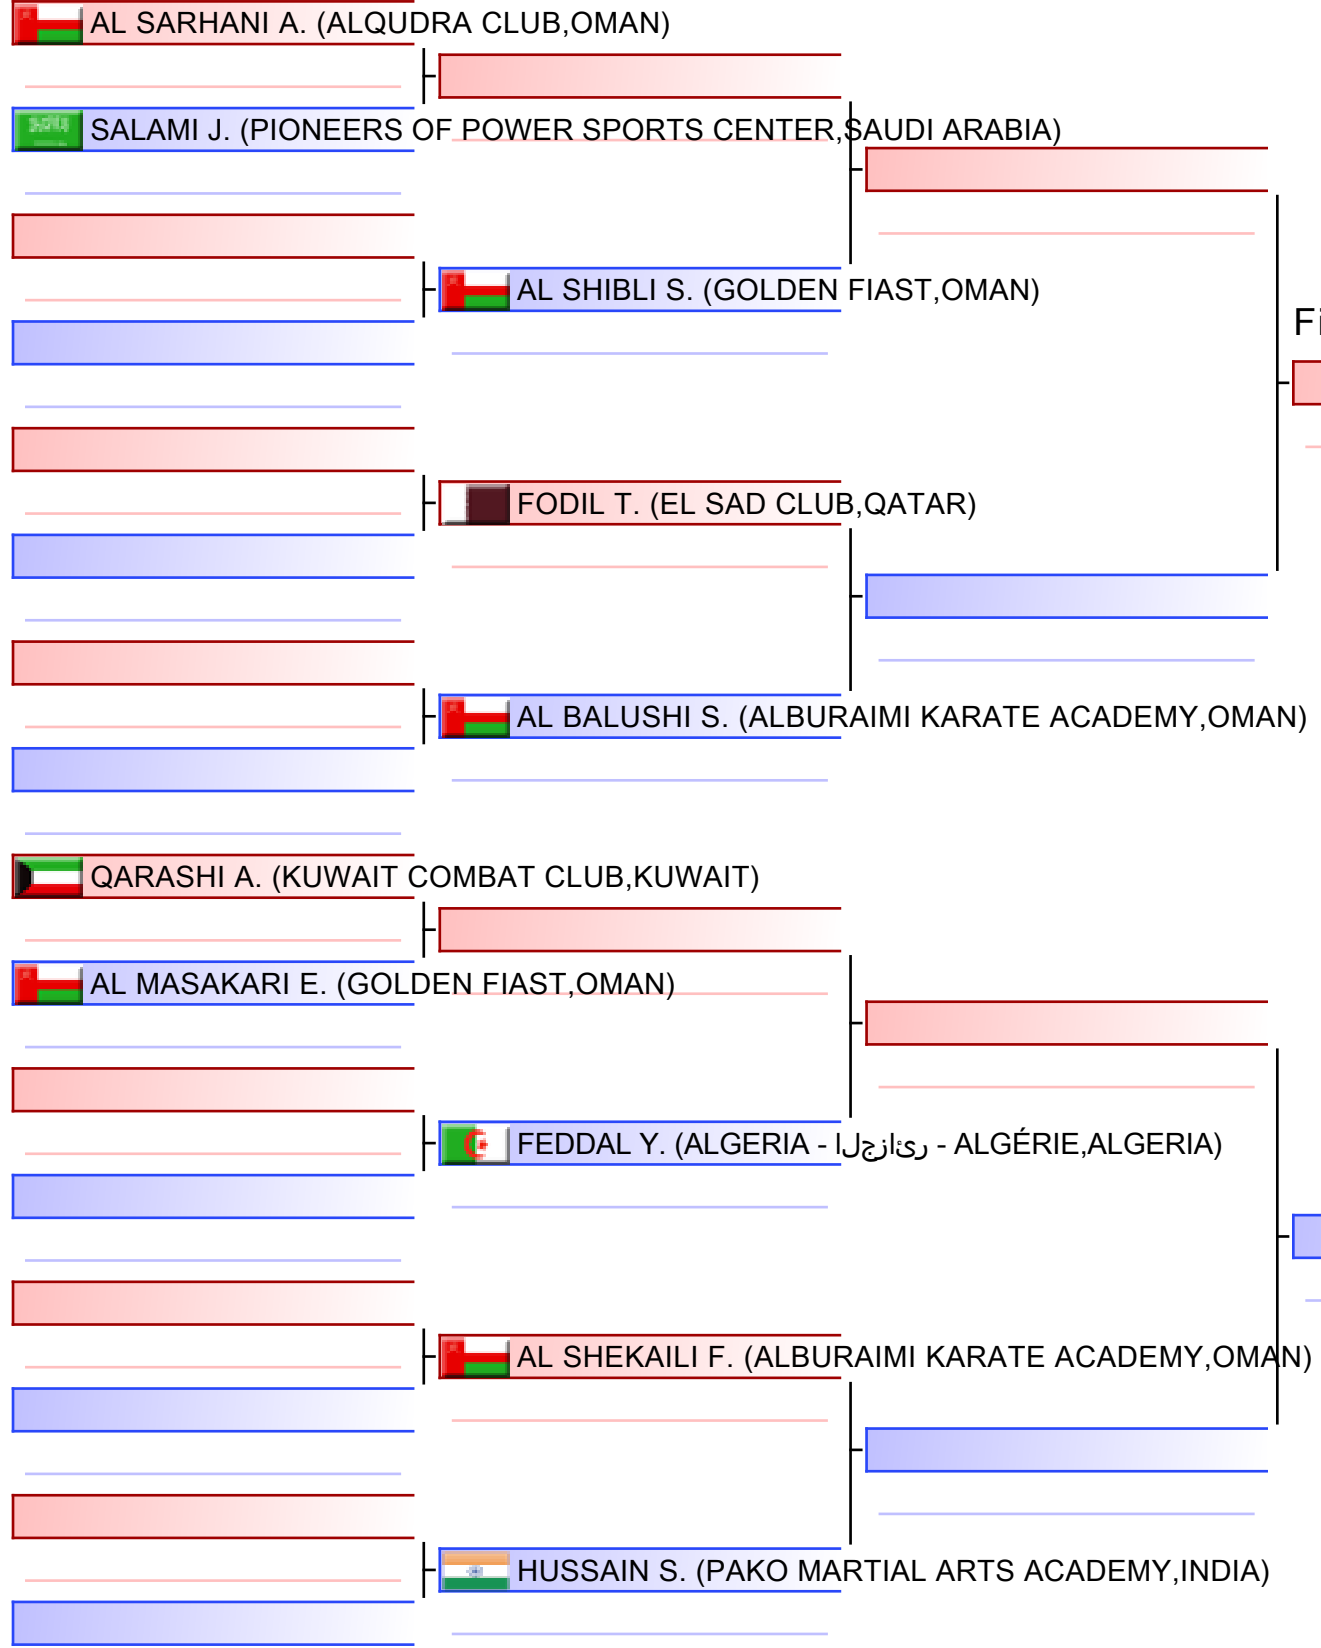 AL SARHANI A. (ALQUDRA CLUB,OMAN)
SALAMI J. (PIONEERS OF POWER SPORTS CENTER,SAUDI ARABIA)
AL SHIBLI S. (GOLDEN FIAST,OMAN)
Fi
FODIL T. (EL SAD CLUB,QATAR)
AL BALUSHI S. (ALBURAIMI KARATE ACADEMY,OMAN)
QARASHI A. (KUWAIT COMBAT CLUB,KUWAIT)
AL MASAKARI E. (GOLDEN FIAST,OMAN)
FEDDAL Y. (ALGERIA - رئازجلا - ALGÉRIE,ALGERIA)
AL SHEKAILI F. (ALBURAIMI KARATE ACADEMY,OMAN)
HUSSAIN S. (PAKO MARTIAL ARTS ACADEMY,INDIA)